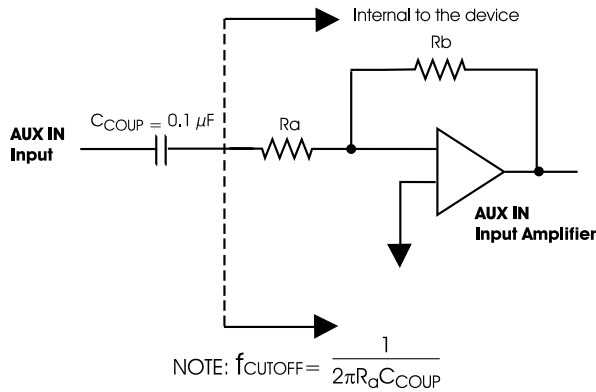 Internal to the device
Rb
C_COUP = 0.1 µF
Ra
AUX IN
Input
AUX IN
Input Amplifier
NOTE: f_CUTOFF = 1 / 2πR_aC_COUP